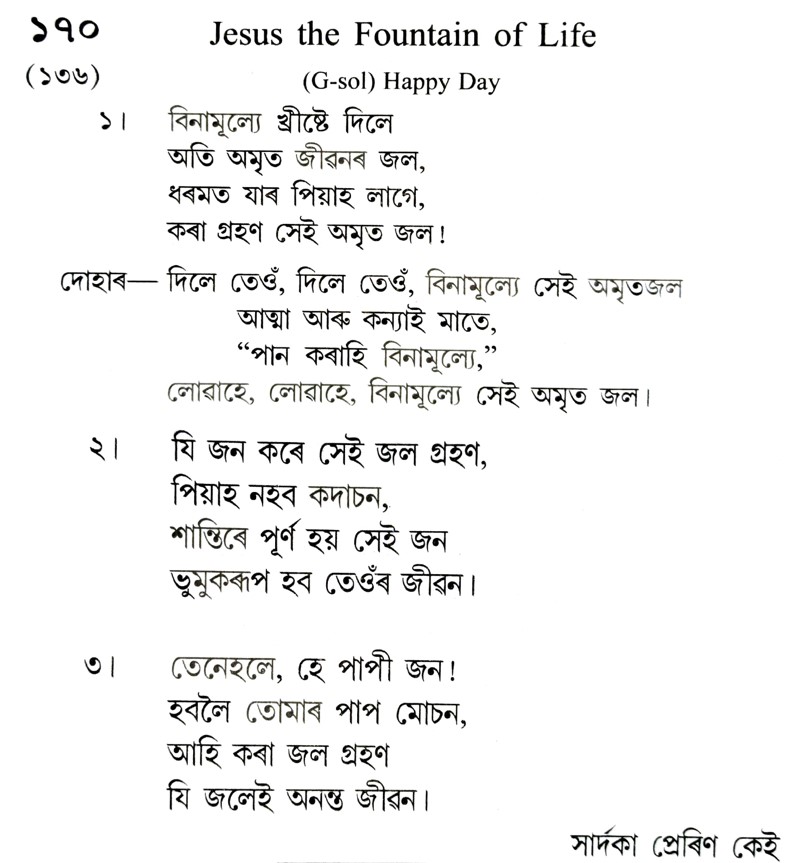 ১৭০ Jesus the Fountain of Life
(১৩৬) (G-sol) Happy Day
১। বিনামূল্যে খ্ৰীষ্টে দিলে
অতি অমৃত জীৱনৰ জল,
ধৰমত যাৰ পিয়াহ লাগে,
কৰা গ্ৰহণ সেই অমৃত জল!
দোহাৰ— দিলে তেওঁ, দিলে তেওঁ, বিনামূল্যে সেই অমৃতজল
আত্মা আৰু কন্যাই মাতে,
“পান কৰাহি বিনামূল্যে,”
লোৱাহে, লোৱাহে, বিনামূল্যে সেই অমৃত জল।
২। যি জন কৰে সেই জল গ্ৰহণ,
পিয়াহ নহব কদাচন,
শান্তিৰে পূৰ্ণ হয় সেই জন
ভুমুকৰূপ হব তেওঁৰ জীৱন।
৩। তেনেহলে, হে পাপী জন!
হবলৈ তোমাৰ পাপ মোচন,
আহি কৰা জল গ্ৰহণ
যি জলেই অনন্ত জীৱন।
সাৰ্দকা প্ৰেৰিণ কেই